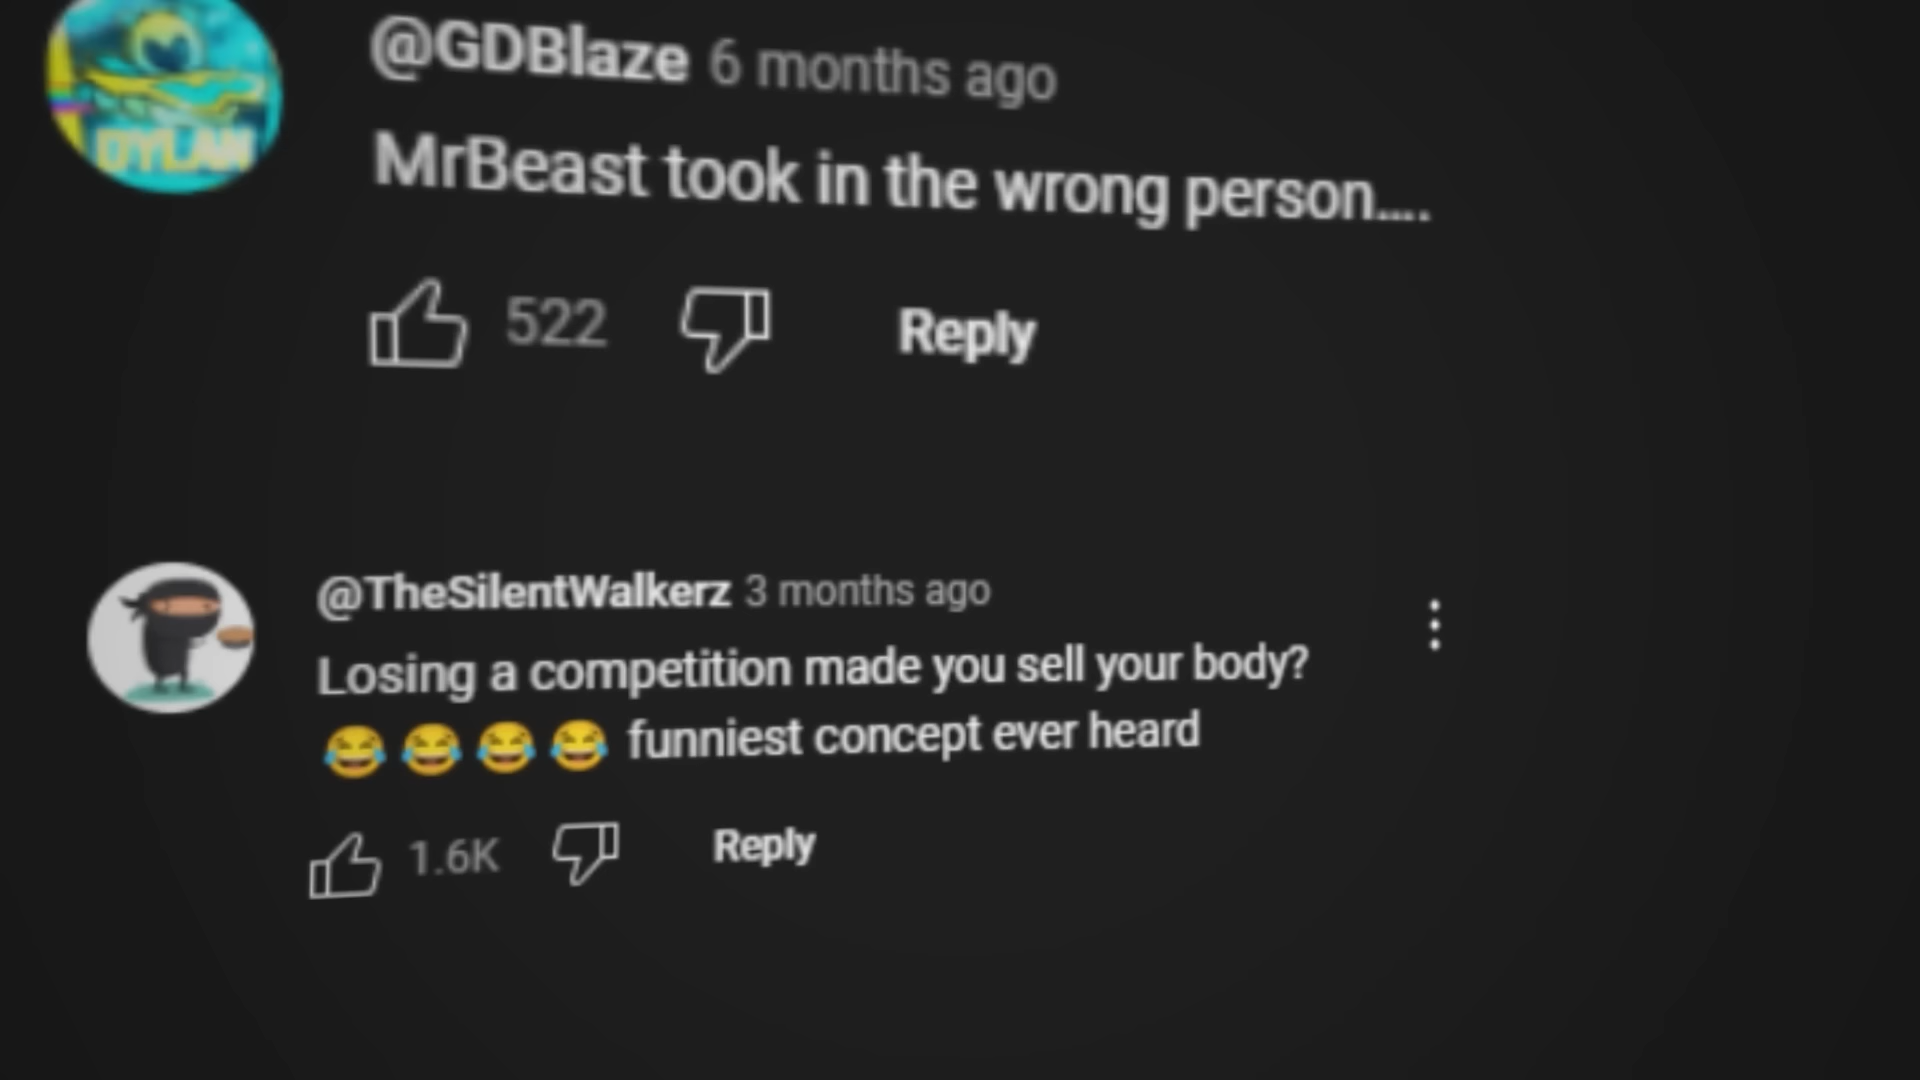 DYLAN
@GDBlaze 6 months ago
MrBeast took in the wrong person....
522 Reply
@TheSilentWalkerz 3 months ago
Losing a competition made you sell your body?
😂😂😂😂 funniest concept ever heard
1.6K Reply